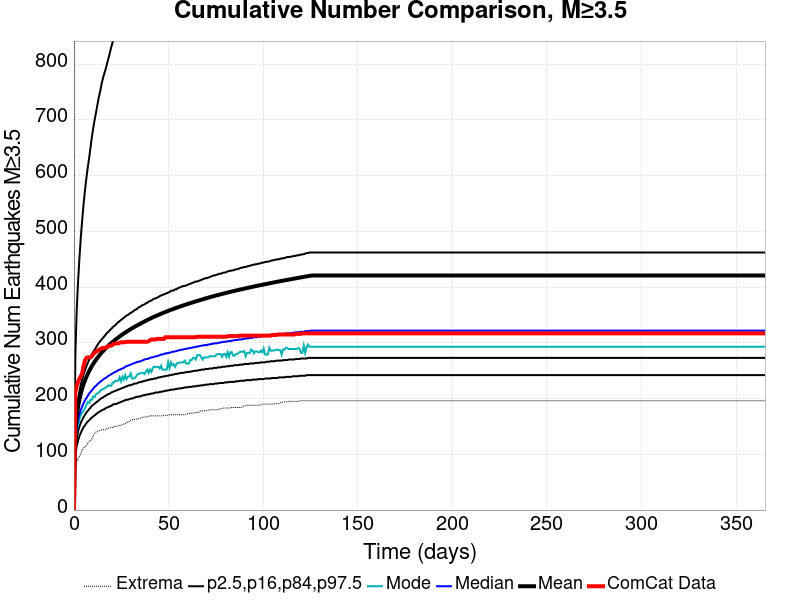 Cumulative Number Comparison, M≥3.5
Cumulative Num Earthquakes M≥3.5
800
700
600
500
400
300
200
100
0
0 50 100 150 200 250 300 350
Time (days)
Extrema p2.5,p16,p84,p97.5 Mode Median Mean ComCat Data